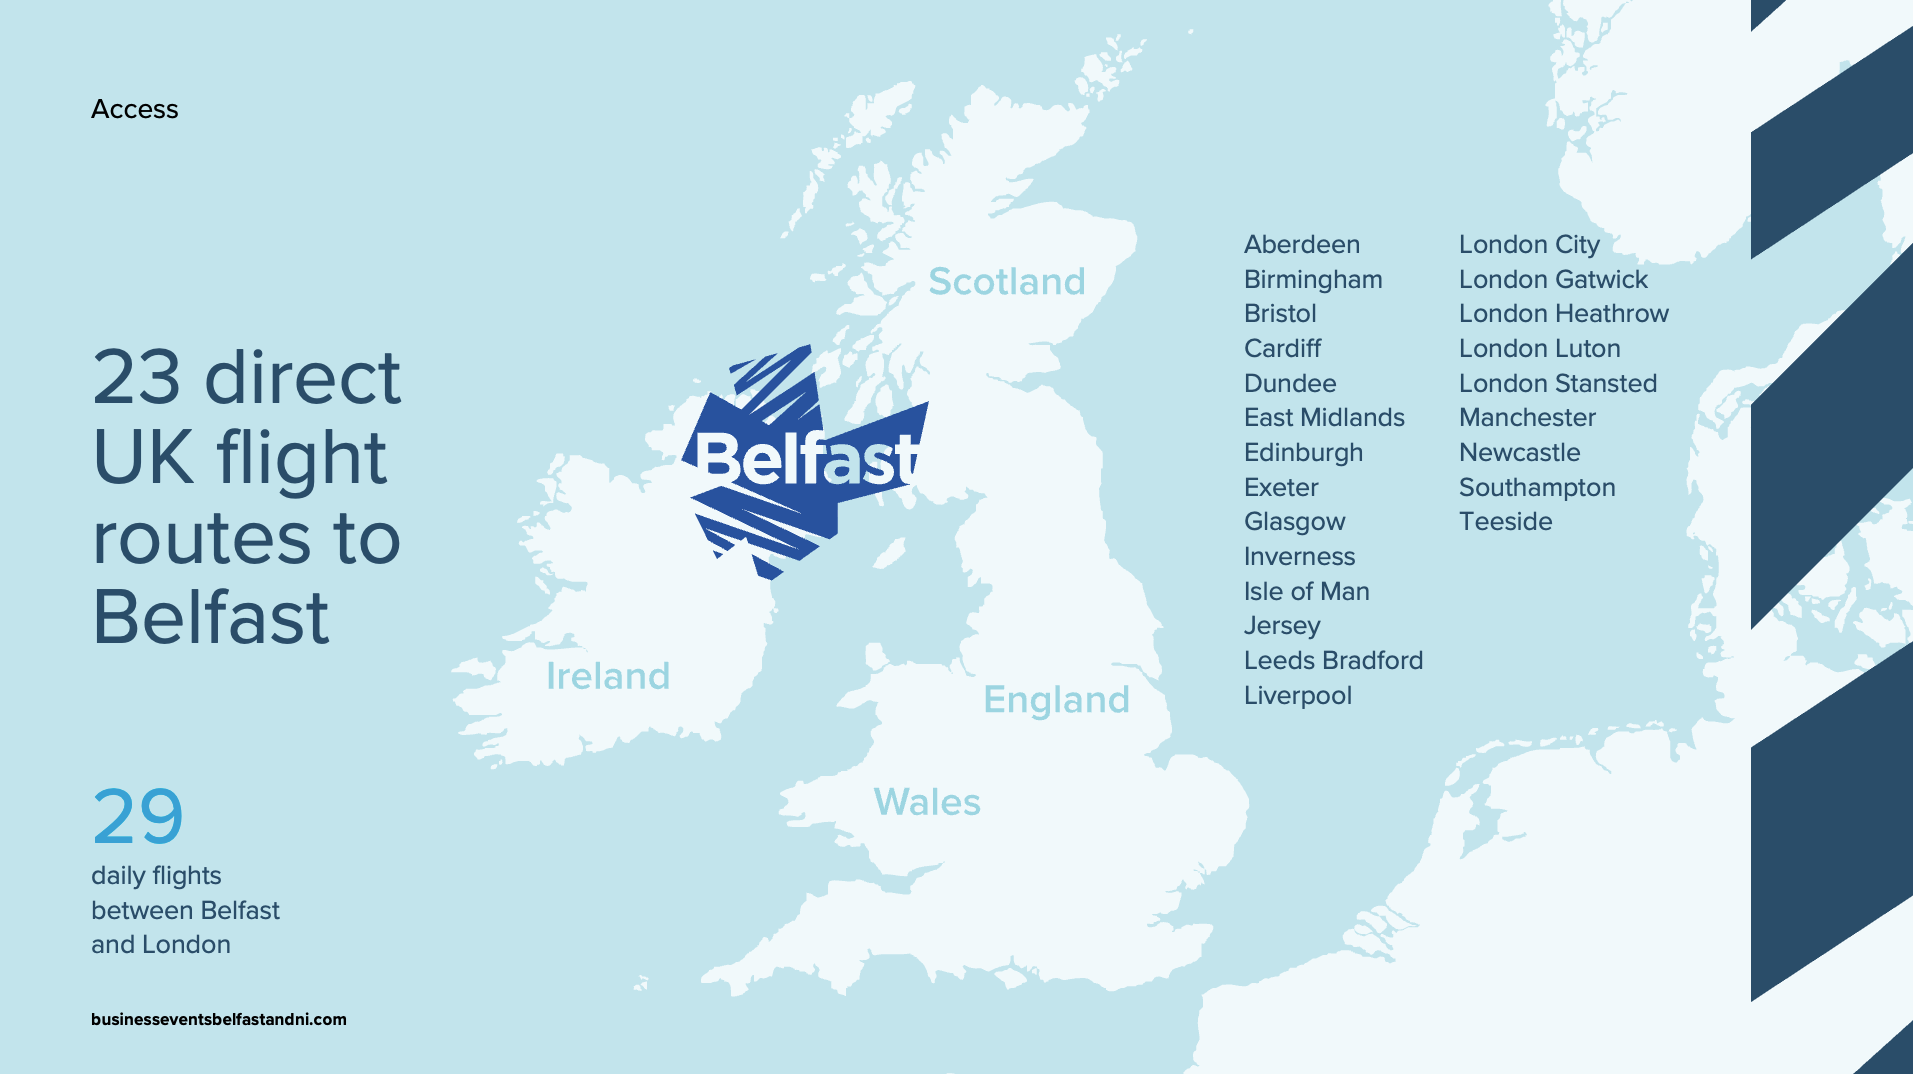 Access
23 direct
UK flight
routes to
Belfast
29
daily flights
between Belfast
and London
businesseventsbelfastandni.com
Scotland
Belfast
Ireland
England
Wales
Aberdeen
Birmingham
Bristol
Cardiff
Dundee
East Midlands
Edinburgh
Exeter
Glasgow
Inverness
Isle of Man
Jersey
Leeds Bradford
Liverpool
London City
London Gatwick
London Heathrow
London Luton
London Stansted
Manchester
Newcastle
Southampton
Teeside